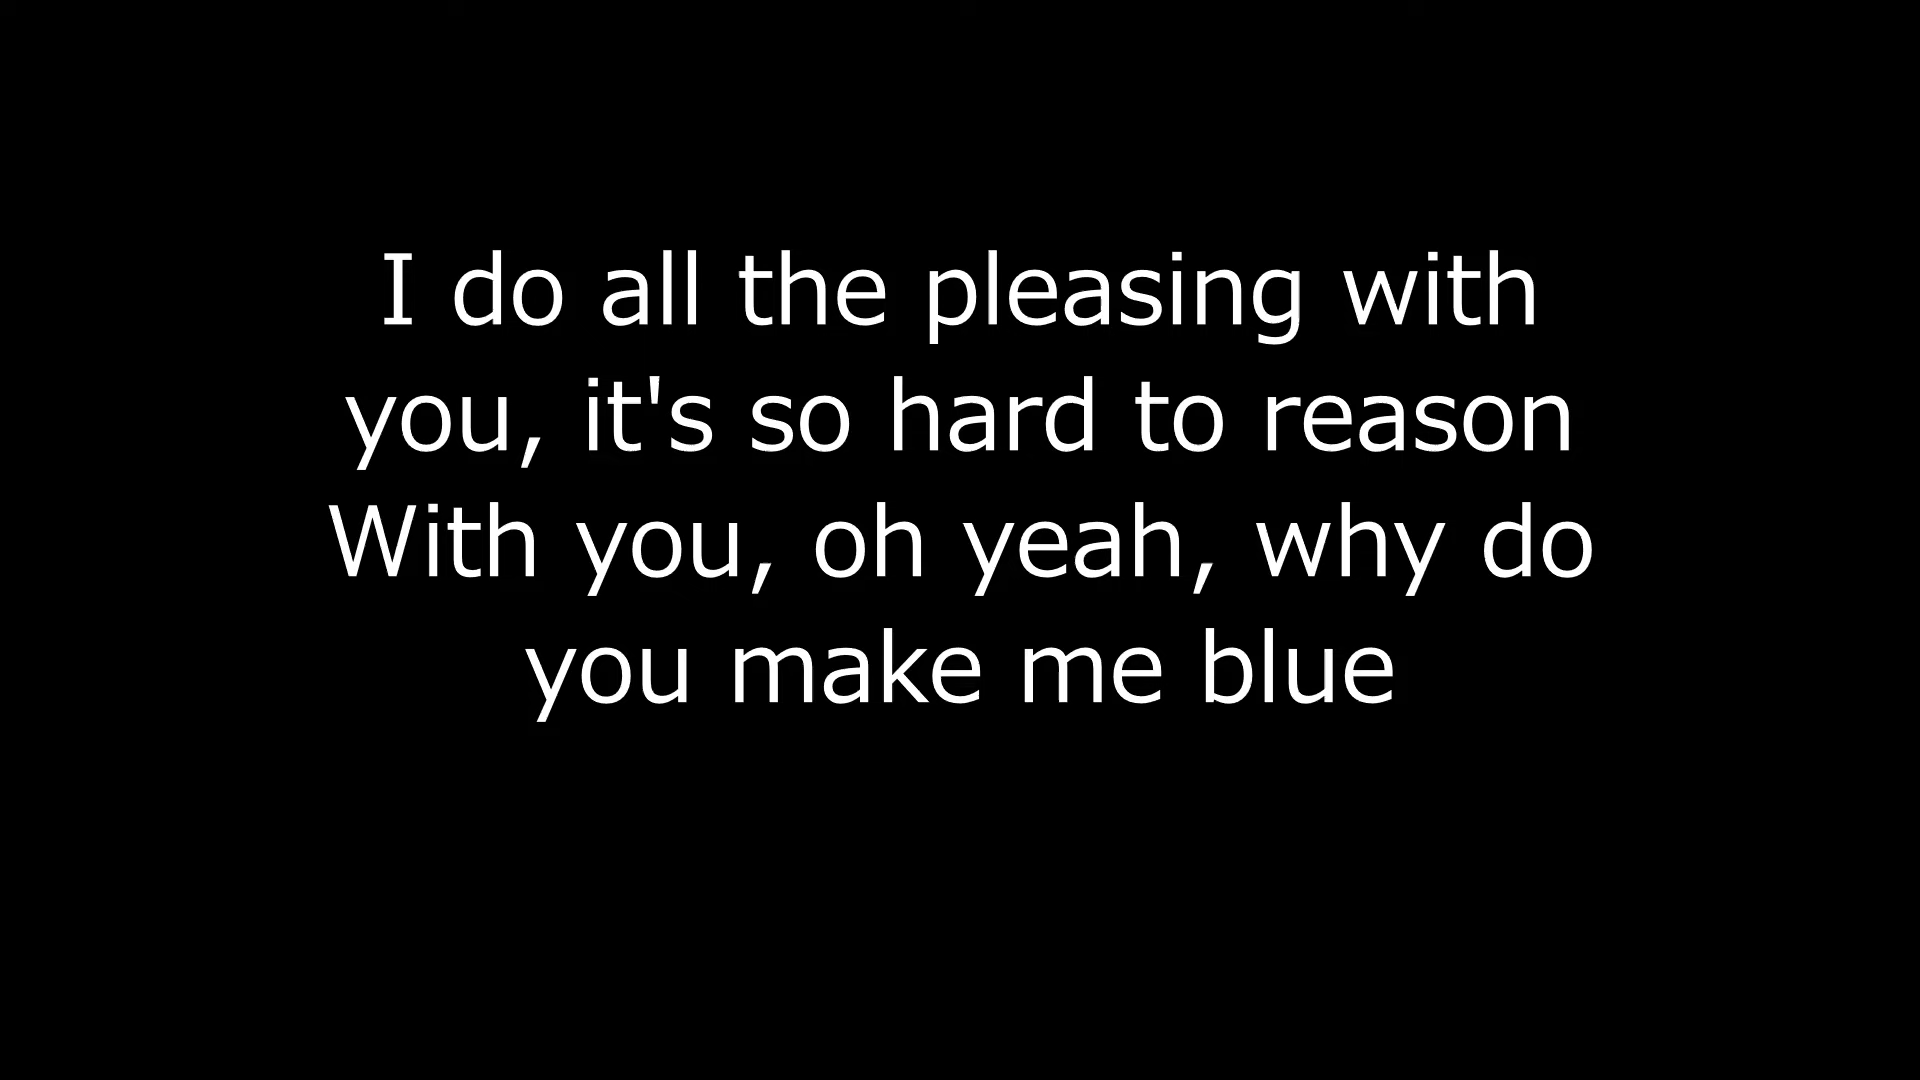 I do all the pleasing with
you, it's so hard to reason
With you, oh yeah, why do
you make me blue